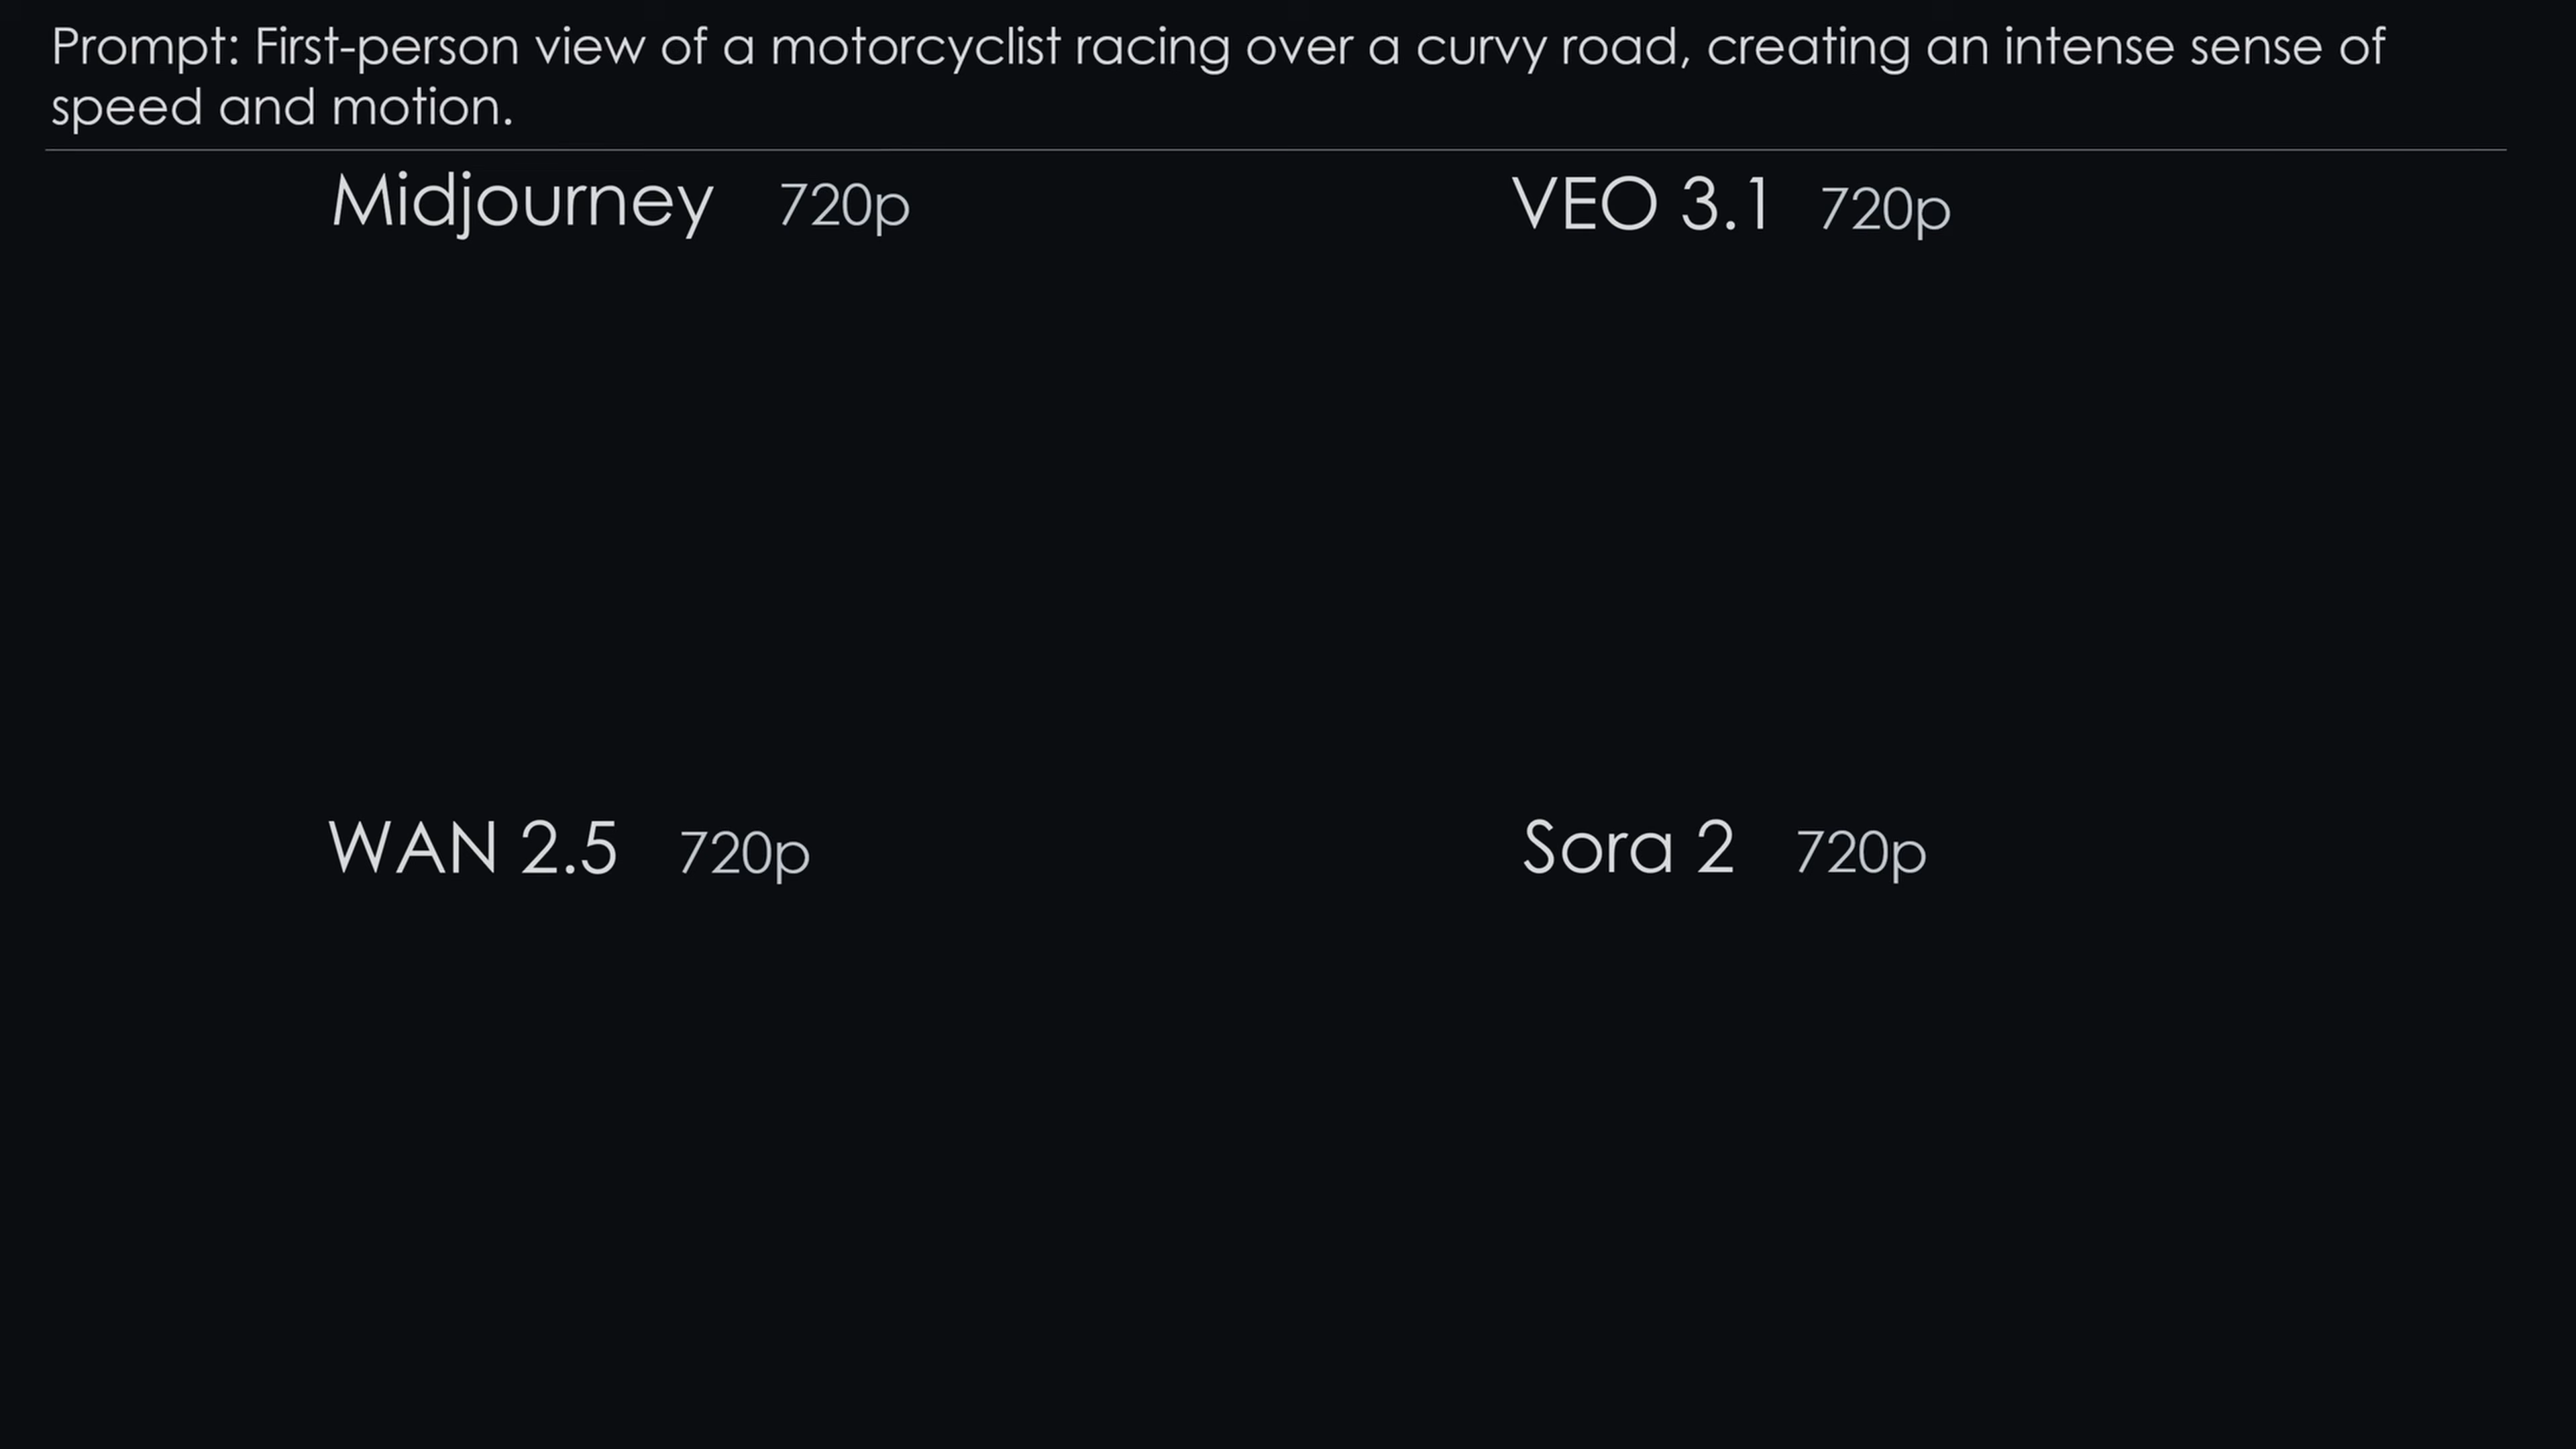 Prompt: First-person view of a motorcyclist racing over a curvy road, creating an intense sense of
speed and motion.
Midjourney 720p
VEO 3.1 720p
WAN 2.5 720p
Sora 2 720p